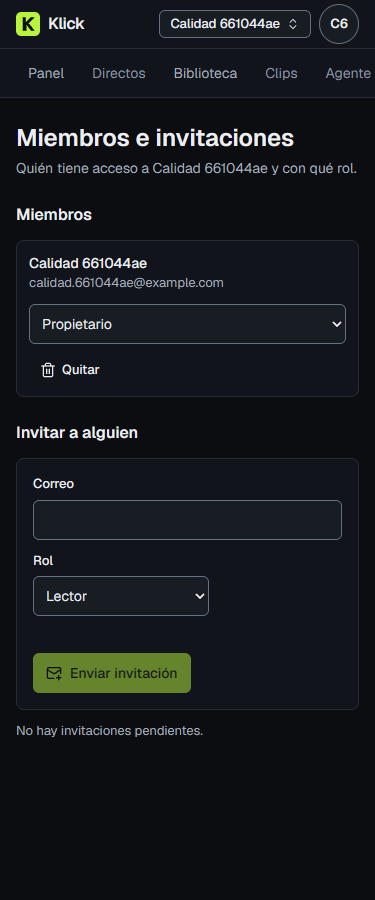 Klick
Calidad 661044ae
C6
Panel Directos Biblioteca Clips Agente
Miembros e invitaciones
Quién tiene acceso a Calidad 661044ae y con qué rol.
Miembros
Calidad 661044ae
calidad.661044ae@example.com
Propietario
Quitar
Invitar a alguien
Correo
Rol
Lector
Enviar invitación
No hay invitaciones pendientes.